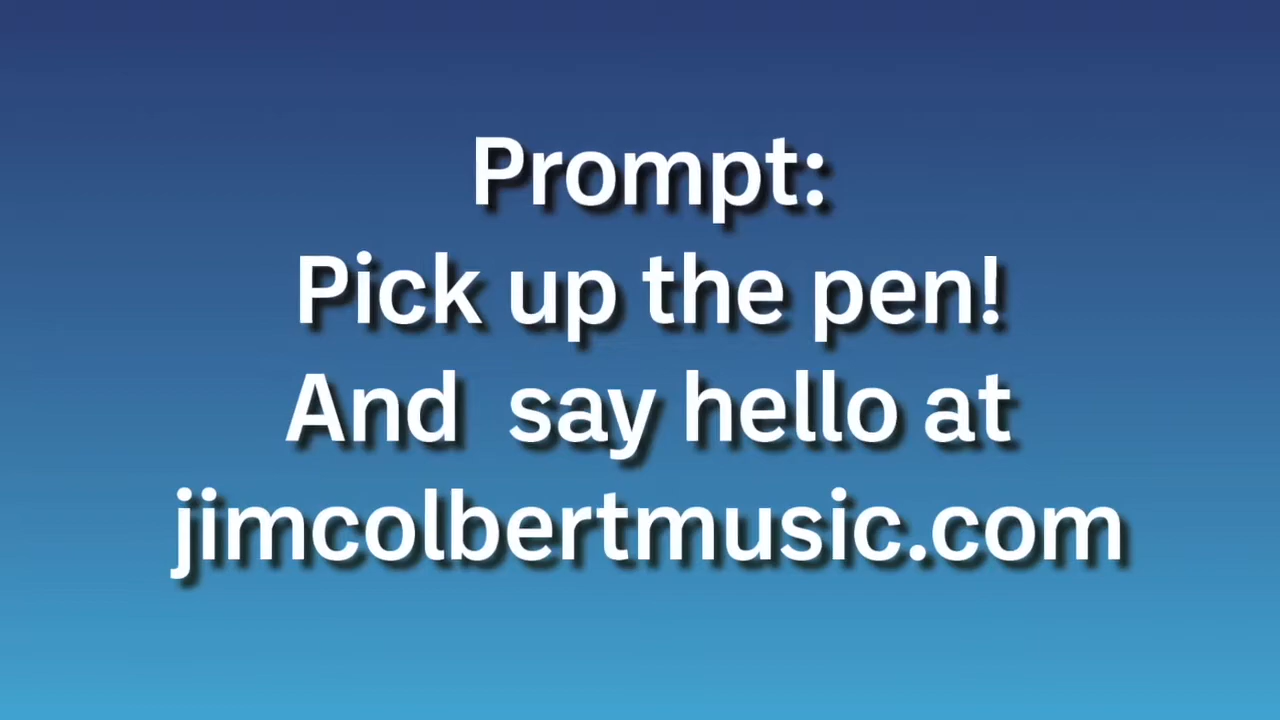 Prompt:
Pick up the pen!
And  say hello at
jimcolbertmusic.com